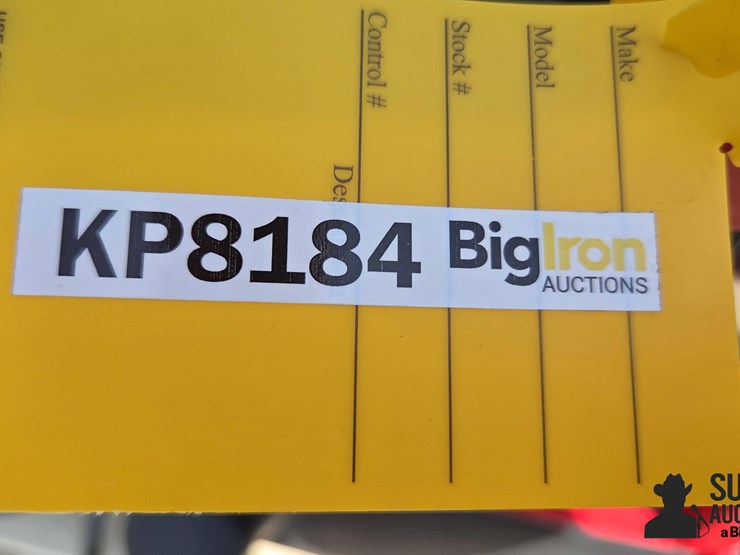 Make
Model
Stock #
Control #
KP8184 BigIron
AUCTIONS